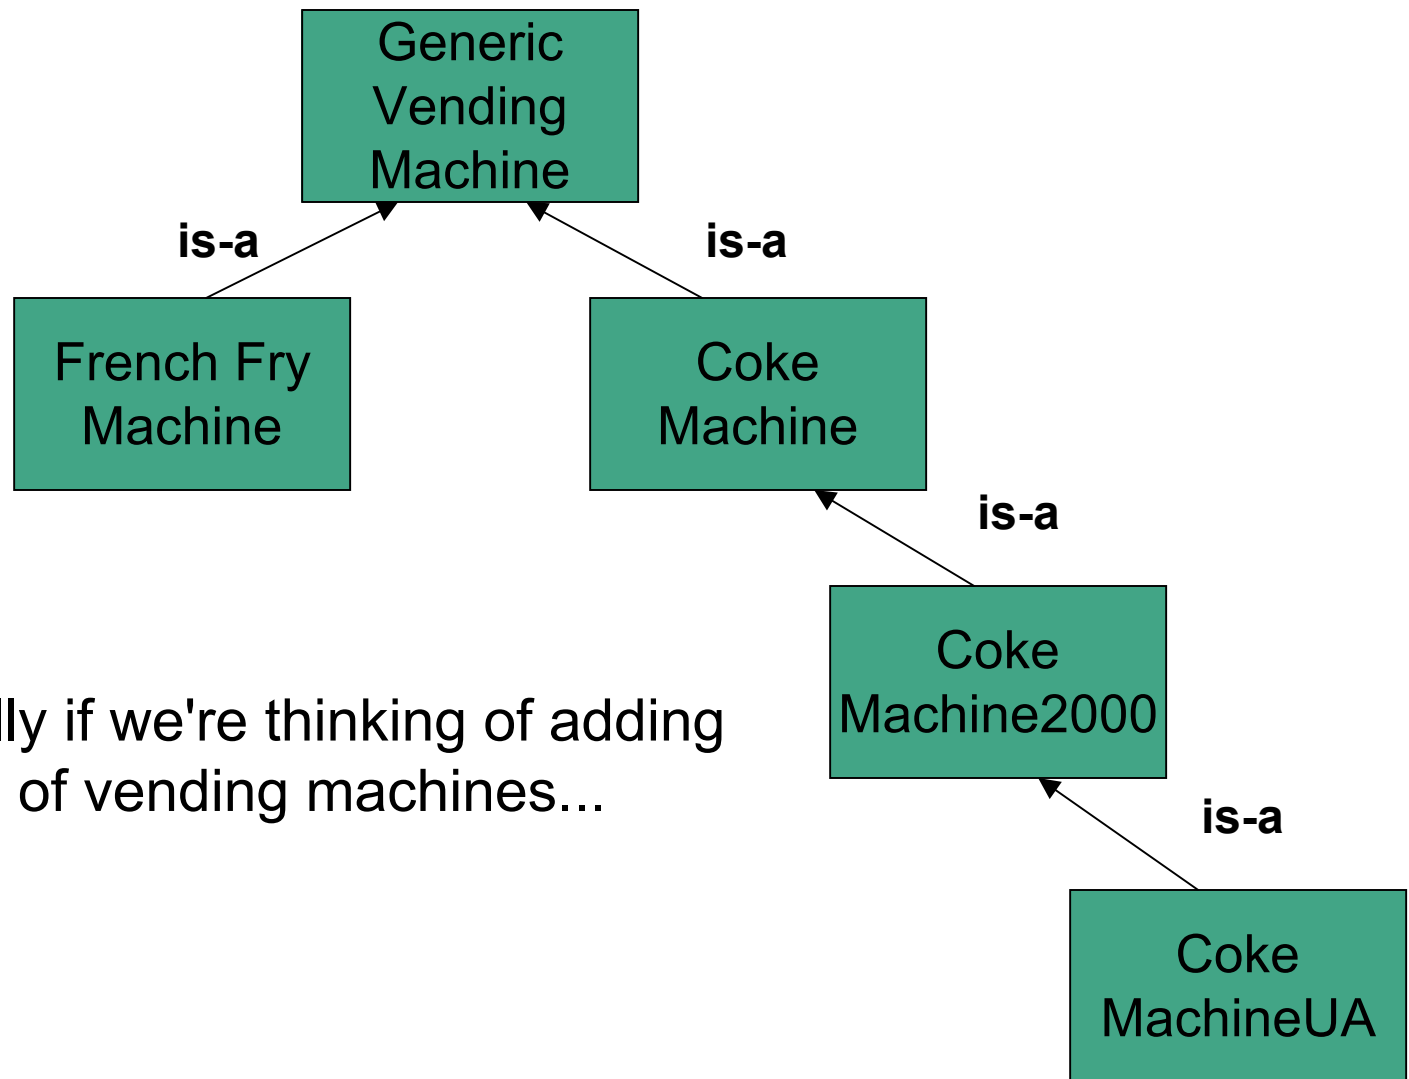 Generic
Vending
Machine
is-a
is-a
French Fry
Machine
Coke
Machine
is-a
Coke
Machine2000
if we're thinking of adding
of vending machines...
is-a
Coke
MachineUA